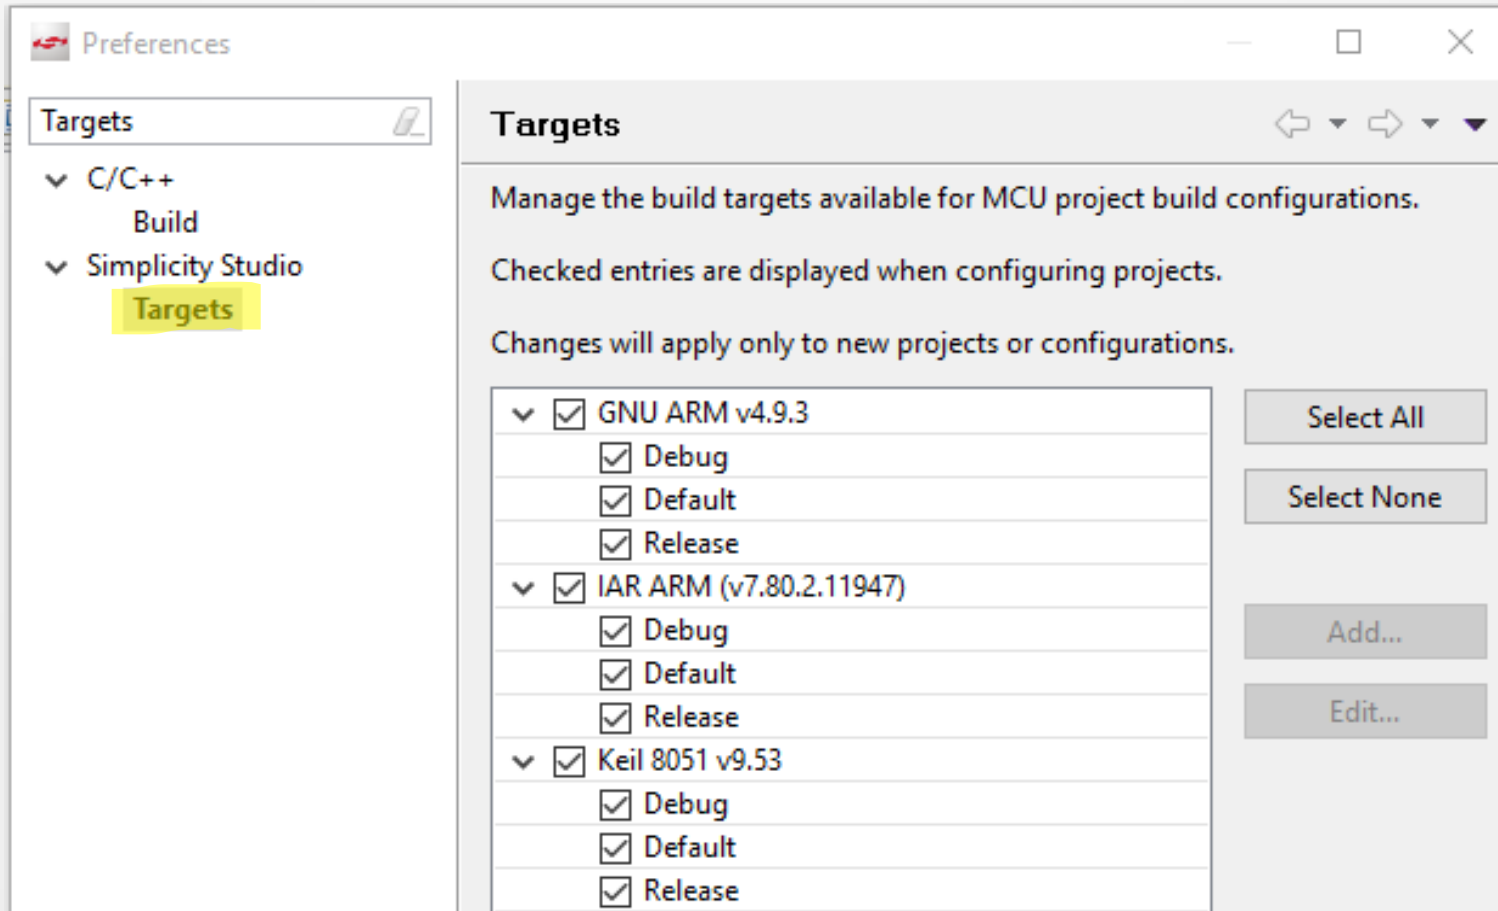 Preferences
Targets
C/C++
Build
Simplicity Studio
Targets
Targets
Manage the build targets available for MCU project build configurations.
Checked entries are displayed when configuring projects.
Changes will apply only to new projects or configurations.
GNU ARM v4.9.3
Debug
Default
Release
IAR ARM (v7.80.2.11947)
Debug
Default
Release
Keil 8051 v9.53
Debug
Default
Release
Select All
Select None
Add...
Edit...